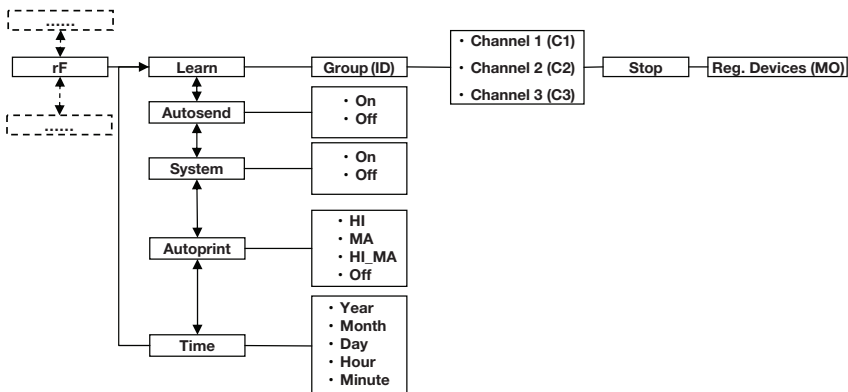 ......
rF
......
Learn
Group (ID)
• Channel 1 (C1)
• Channel 2 (C2)
• Channel 3 (C3)
Stop
Reg. Devices (MO)
Autosend
• On
• Off
System
• On
• Off
Autoprint
• HI
• MA
• HI_MA
• Off
Time
• Year
• Month
• Day
• Hour
• Minute